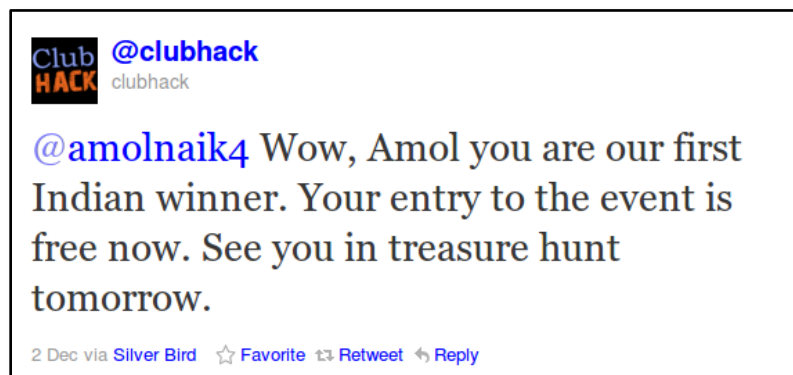 Club
HACK
@clubhack
clubhack
@amolnaik4 Wow, Amol you are our first
Indian winner. Your entry to the event is
free now. See you in treasure hunt
tomorrow.
2 Dec via Silver Bird Favorite Retweet Reply